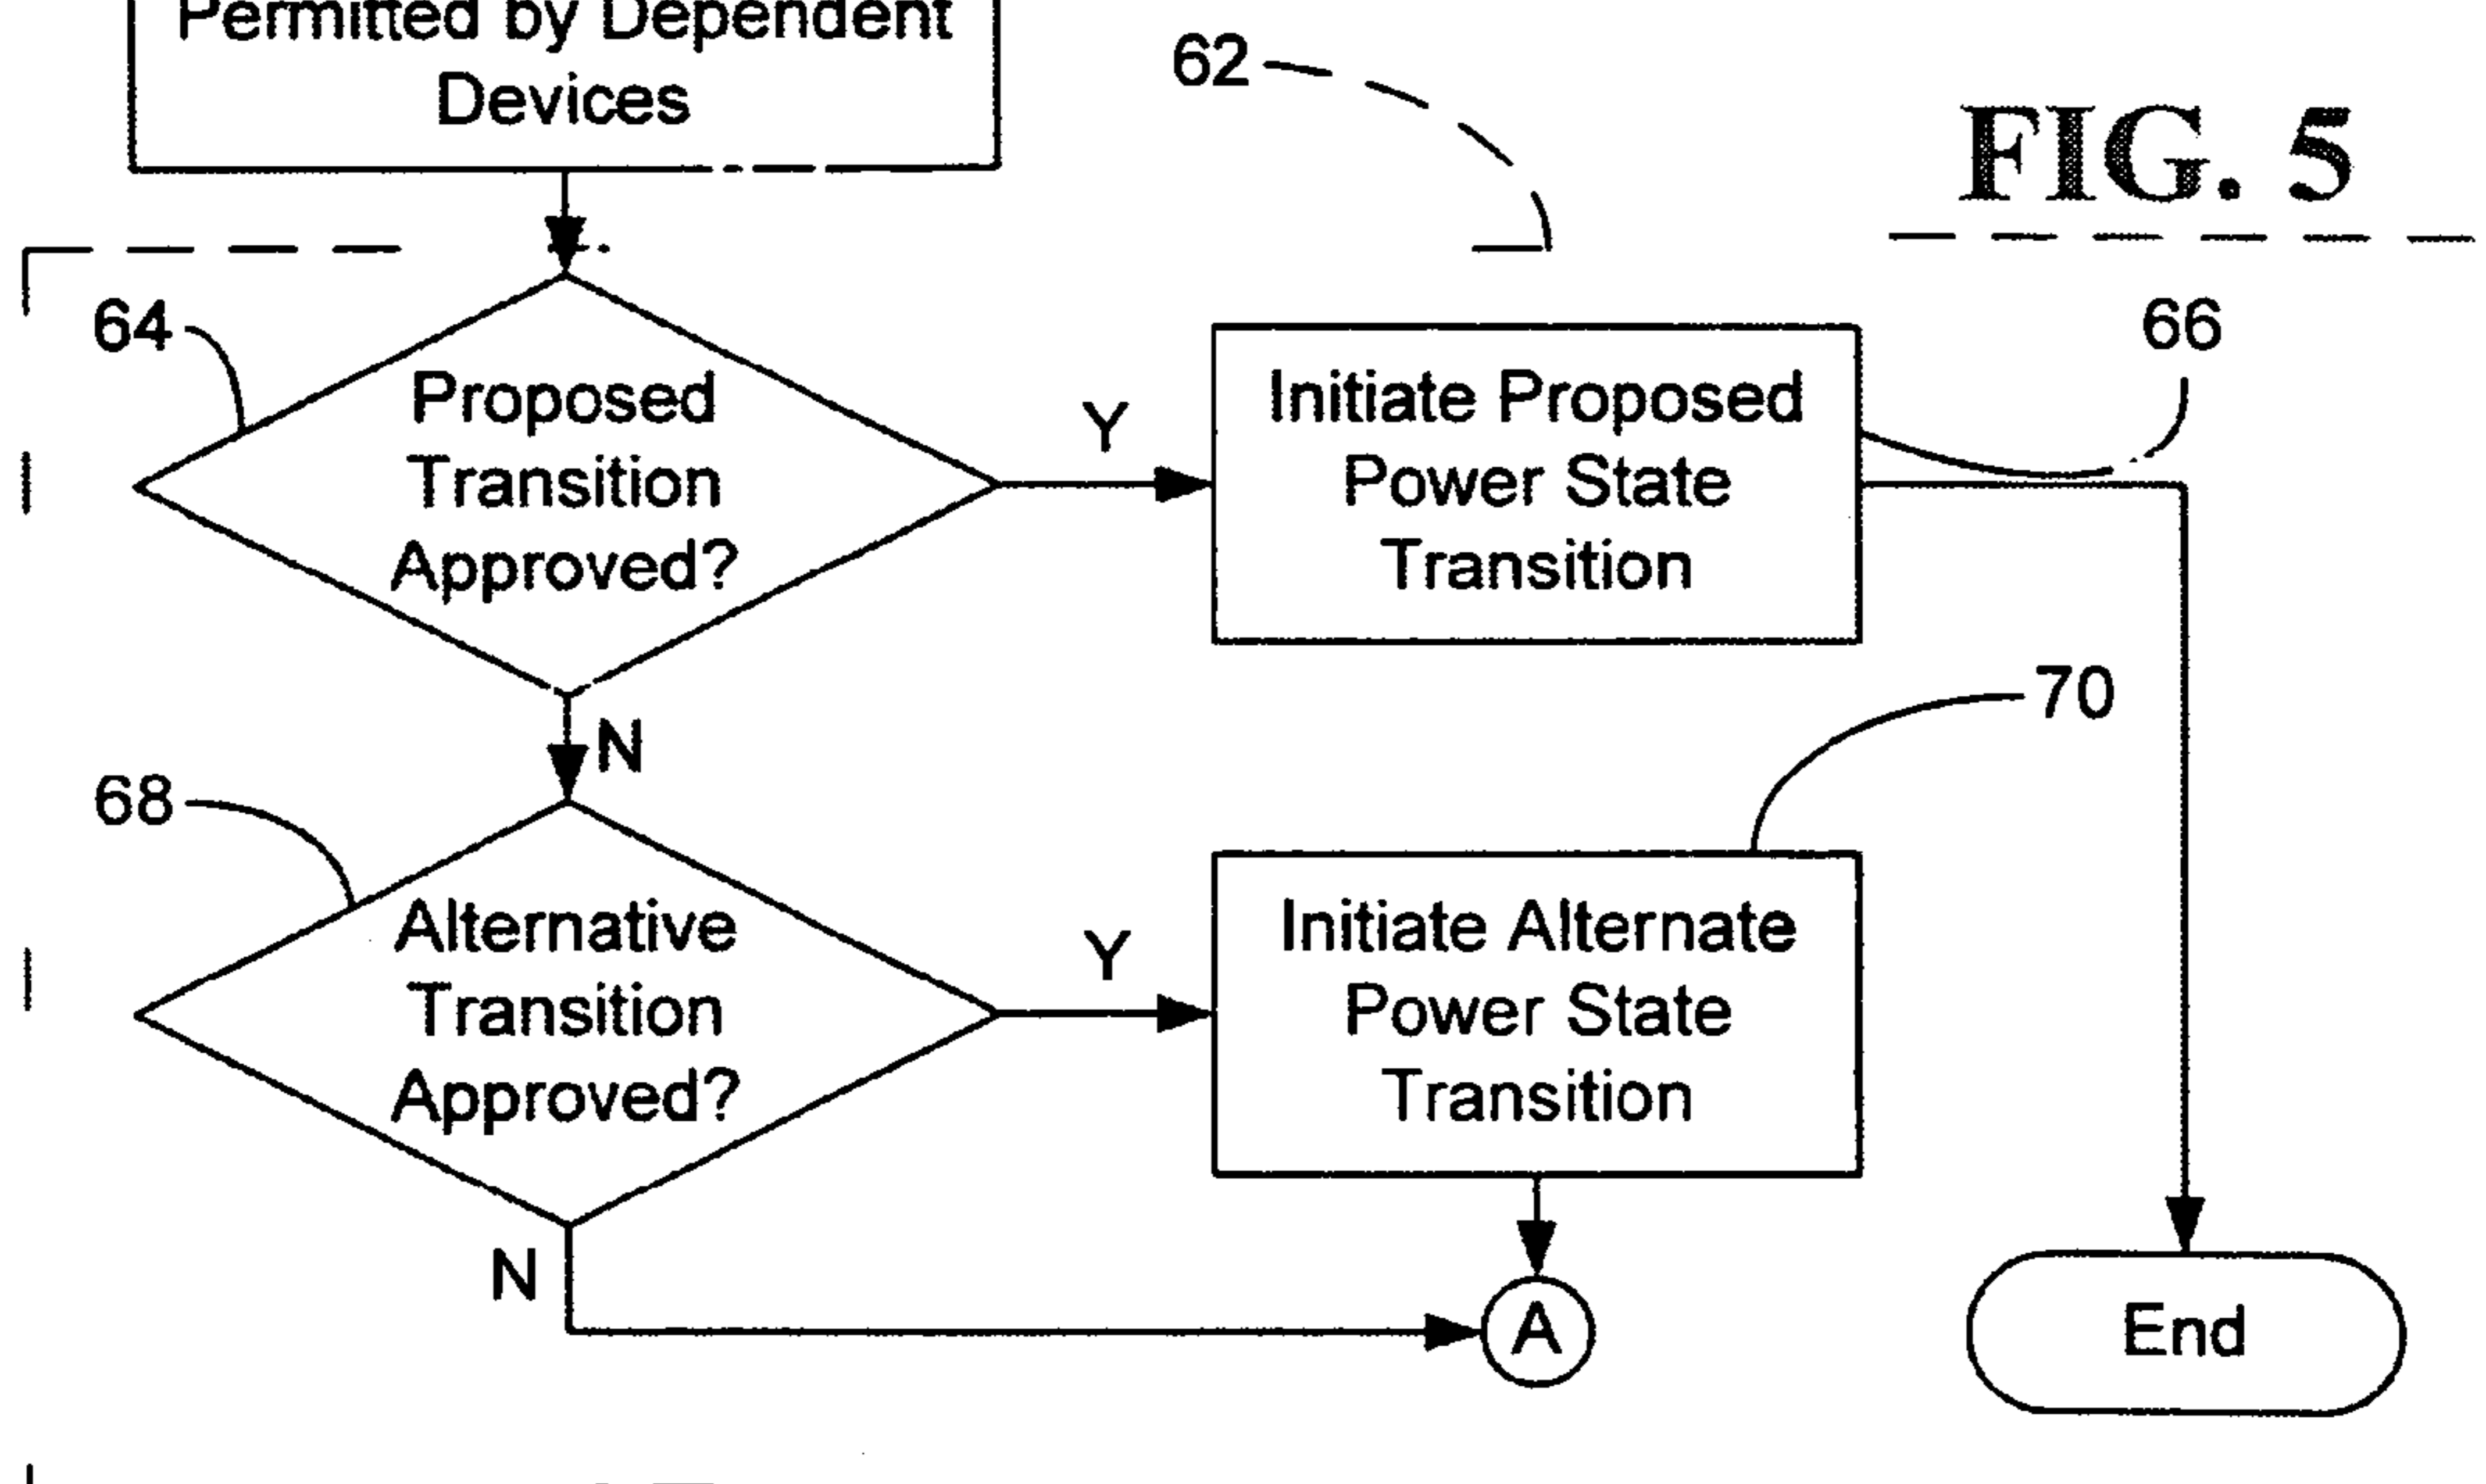 Permitted by Dependent
Devices
62
FIG. 5
64
Proposed
Transition
Approved?
Y
Initiate Proposed
Power State
Transition
66
N
70
68
Alternative
Transition
Approved?
Y
Initiate Alternate
Power State
Transition
N
A
End